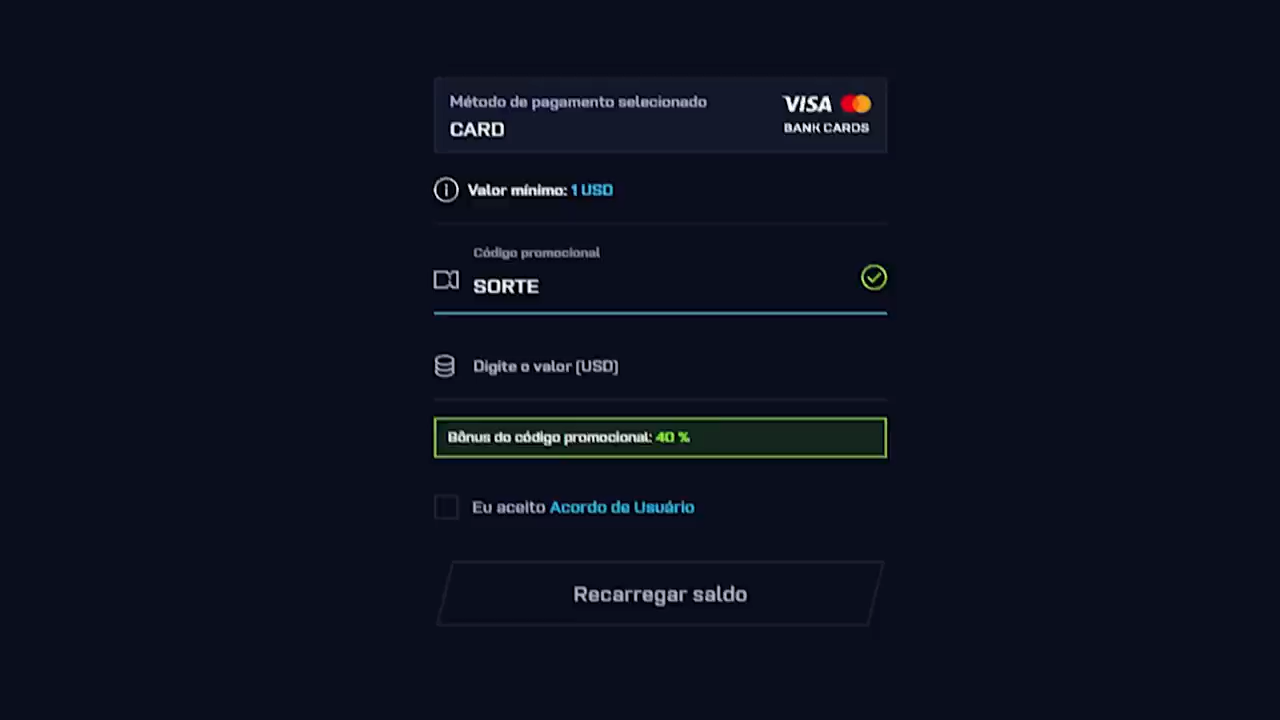 Método de pagamento selecionado
CARD
VISA
BANK CARDS
Valor mínimo: 1 USD
Código promocional
SORTE
Digite o valor (USD)
Bônus do código promocional: 40 %
Eu aceito Acordo de Usuário
Recarregar saldo